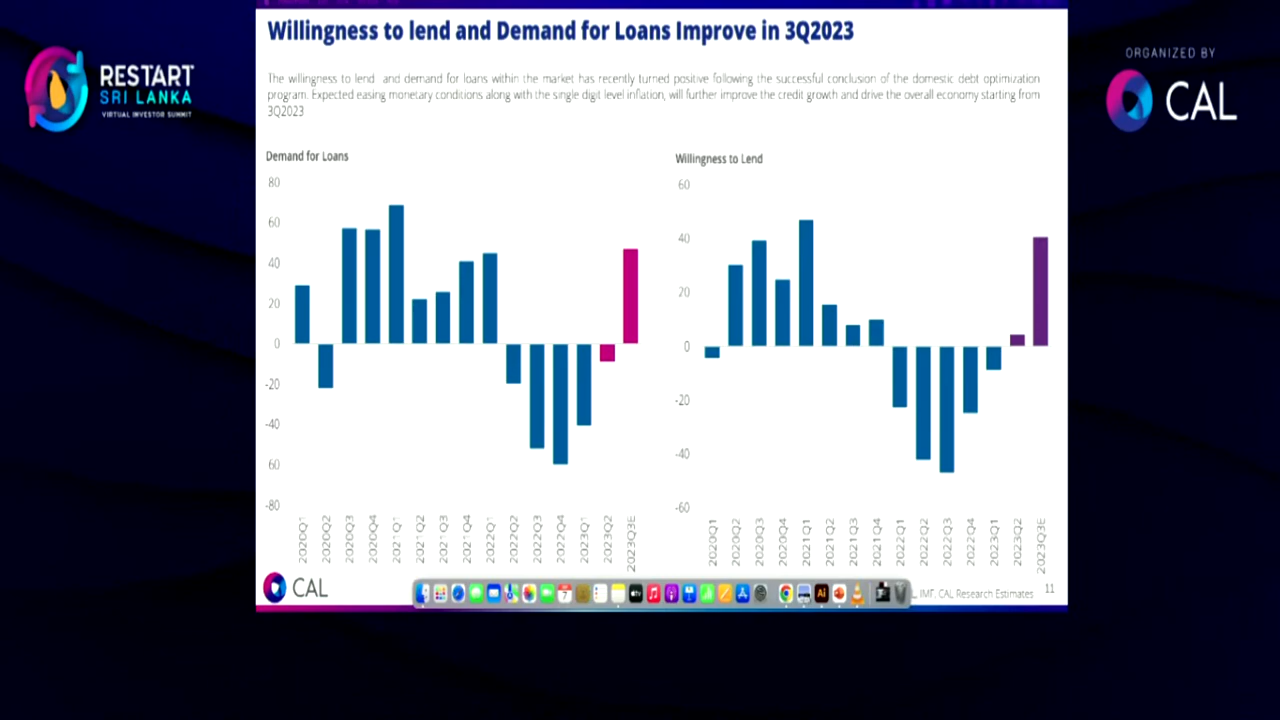 Willingness to lend and Demand for Loans Improve in 3Q2023
RESTART
SRI LANKA
VIRTUAL INVESTOR SUMMIT
ORGANIZED BY
CAL
The willingness to lend and demand for loans within the market has recently turned positive following the successful conclusion of the domestic debt optimization
program. Expected easing monetary conditions along with the single digit level inflation, will further improve the credit growth and drive the overall economy starting from
3Q2023
Demand for Loans
80
60
40
20
0
-20
-40
60
-80
2020Q1
2020Q2
2020Q3
2020Q4
2021Q1
2021Q2
2021Q3
2021Q4
2022Q1
2022Q2
2022Q3
2022Q4
2023Q1
2023Q2
2023Q3E
Willingness to Lend
60
40
20
0
-20
-40
-60
2020Q1
2020Q2
2020Q3
2020Q4
2021Q1
2021Q2
2021Q3
2021Q4
2022Q1
2022Q2
2022Q3
2022Q4
2023Q1
2023Q2
2023Q3E
CAL
7
tv
Ai
IMF, CAL Research Estimates
11